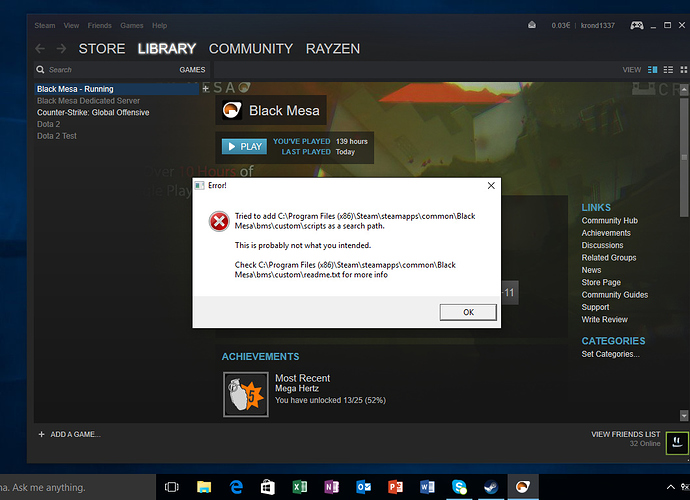 Steam View Friends Games Help
0.03€ krond1337
STORE LIBRARY COMMUNITY RAYZEN
Search GAMES
VIEW
Black Mesa - Running
Black Mesa Dedicated Server
Counter-Strike: Global Offensive
Dota 2
Dota 2 Test
Black Mesa
PLAY
YOU'VE PLAYED 139 hours
LAST PLAYED Today
10 Hours of
a Play
Error!
Tried to add C:\Program Files (x86)\Steam\steamapps\common\Black
Mesa\bms\custom\scripts as a search path.
This is probably not what you intended.
Check C:\Program Files (x86)\Steam\steamapps\common\Black
Mesa\bms\custom\readme.txt for more info
OK
-11
LINKS
Community Hub
Achievements
Discussions
Related Groups
News
Store Page
Community Guides
Support
Write Review
CATEGORIES
Set Categories...
ACHIEVEMENTS
5
Most Recent
Mega Hertz
You have unlocked 13/25 (52%)
+ ADD A GAME...
VIEW FRIENDS LIST
32 Online
na. Ask me anything.